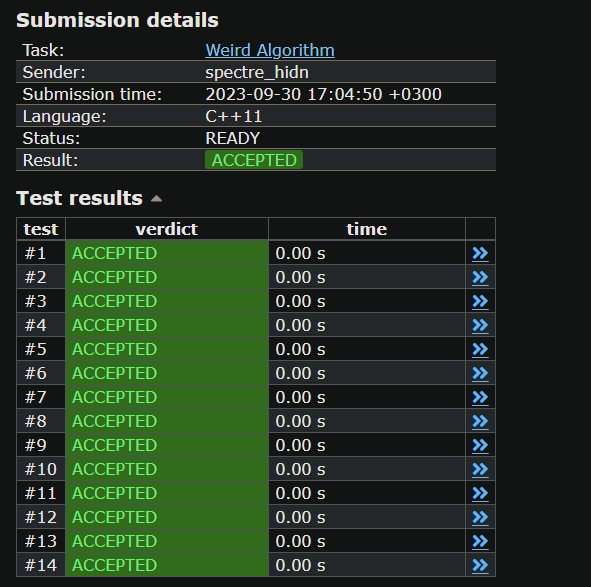 Submission details
Task: Weird Algorithm
Sender: spectre_hidn
Submission time: 2023-09-30 17:04:50 +0300
Language: C++11
Status: READY
Result: ACCEPTED
Test results
test verdict time
#1 ACCEPTED 0.00 s »
#2 ACCEPTED 0.00 s »
#3 ACCEPTED 0.00 s »
#4 ACCEPTED 0.00 s »
#5 ACCEPTED 0.00 s »
#6 ACCEPTED 0.00 s »
#7 ACCEPTED 0.00 s »
#8 ACCEPTED 0.00 s »
#9 ACCEPTED 0.00 s »
#10 ACCEPTED 0.00 s »
#11 ACCEPTED 0.00 s »
#12 ACCEPTED 0.00 s »
#13 ACCEPTED 0.00 s »
#14 ACCEPTED 0.00 s »